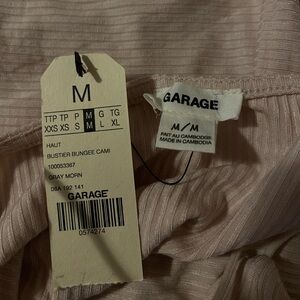 M
TTP TP P M G TG
XXS XS S M L XL
HAUT
BUSTIER BUNGEE CAMI
100053367
GRAY MORN
08A 192 141
GARAGE
0574274
GARAGE
M/M
FAIT AU CAMBODGE
MADE IN CAMBODIA